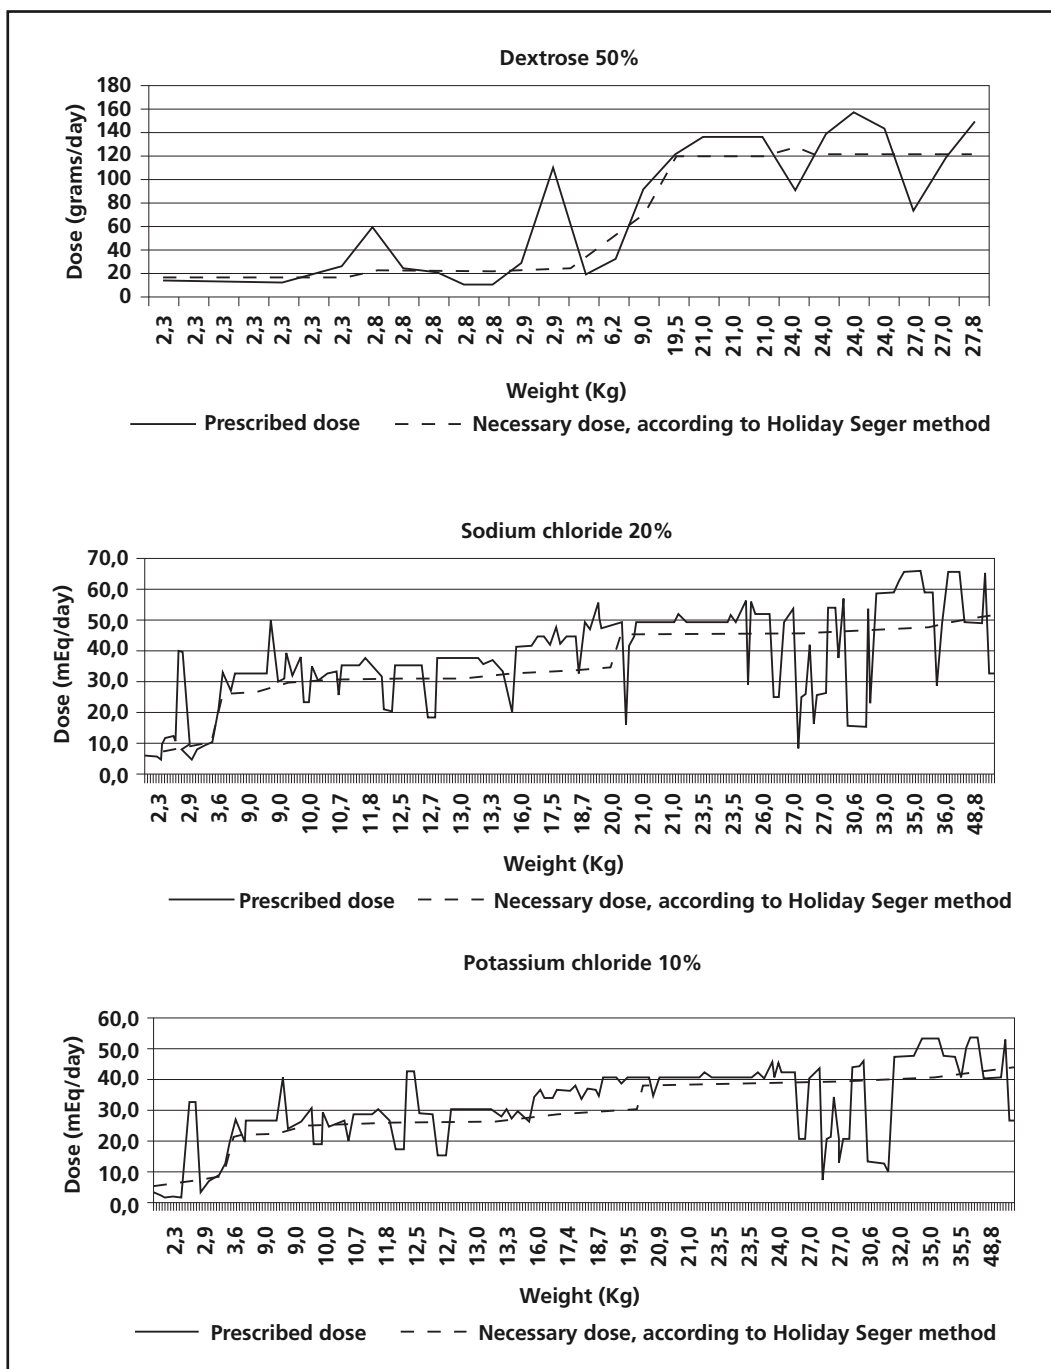 Dextrose 50%
Dose (grams/day)
180
160
140
120
100
80
60
40
20
0
2,3 2,3 2,3 2,3 2,3 2,3 2,3 2,8 2,8 2,8 2,8 2,8 2,9 2,9 3,3 6,2 9,0 19,5 21,0 21,0 21,0 24,0 24,0 24,0 24,0 27,0 27,0 27,8
Weight (Kg)
Prescribed dose Necessary dose, according to Holiday Seger method
Sodium chloride 20%
Dose (mEq/day)
70,0
60,0
50,0
40,0
30,0
20,0
10,0
0,0
2,3 2,9 3,6 9,0 9,0 10,0 10,7 11,8 12,5 12,7 13,0 13,3 16,0 17,5 18,7 20,0 21,0 21,0 23,5 23,5 26,0 27,0 27,0 30,6 33,0 35,0 36,0 48,8
Weight (Kg)
Prescribed dose Necessary dose, according to Holiday Seger method
Potassium chloride 10%
Dose (mEq/day)
60,0
50,0
40,0
30,0
20,0
10,0
0,0
2,3 2,9 3,6 9,0 9,0 10,0 10,7 11,8 12,5 12,7 13,0 13,3 16,0 17,4 18,7 19,5 20,9 21,0 23,5 23,5 24,0 27,0 27,0 30,6 32,0 35,0 35,5 48,8
Weight (Kg)
Prescribed dose Necessary dose, according to Holiday Seger method